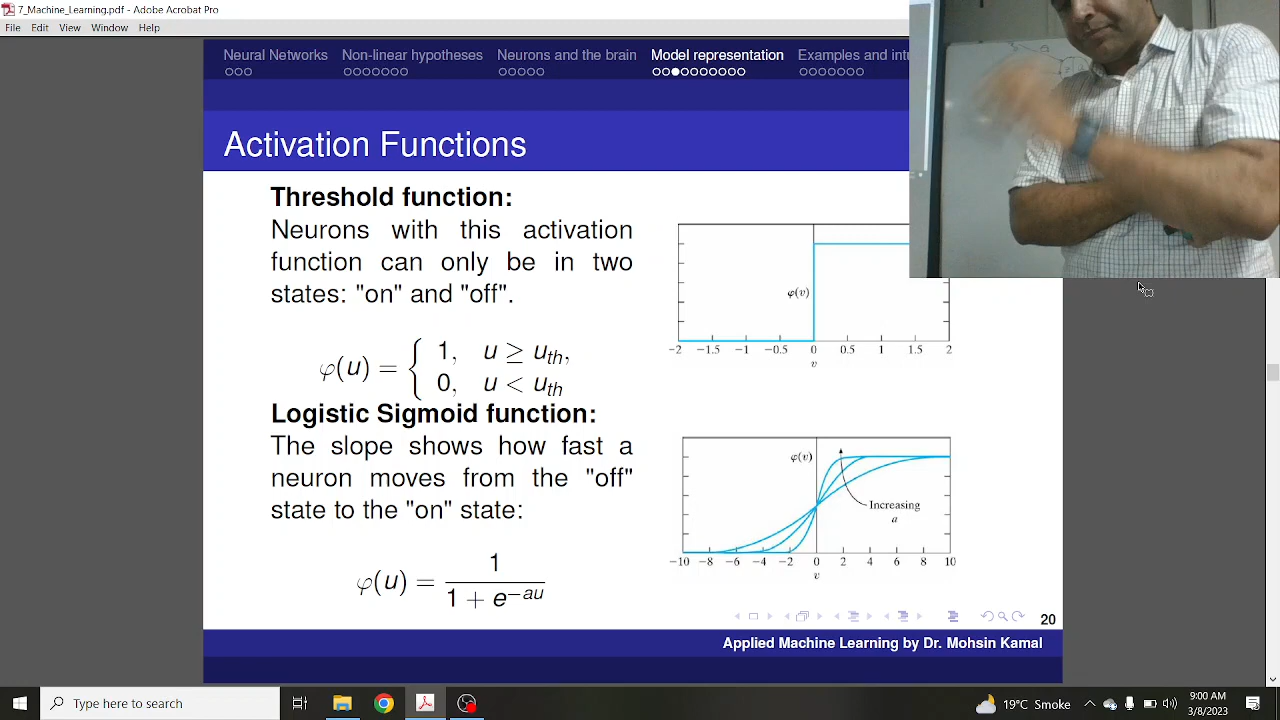 7_Machine_Learning.pdf - Adobe Acrobat Pro
File Edit View Window Help
Neural Networks Non-linear hypotheses Neurons and the brain Model representation Examples and int
Activation Functions
Threshold function:
Neurons with this activation
function can only be in two
states: "on" and "off".
φ(u) = { 1, u ≥ u_th,
0, u < u_th
φ(v)
−2 −1.5 −1 −0.5 0 0.5 1 1.5 2
v
Logistic Sigmoid function:
The slope shows how fast a
neuron moves from the "off"
state to the "on" state:
φ(u) = 1 / (1 + e^−au)
φ(v)
Increasing
a
−10 −8 −6 −4 −2 0 2 4 6 8 10
v
20
Applied Machine Learning by Dr. Mohsin Kamal
Type here to search
19°C Smoke
9:00 AM
3/8/2023